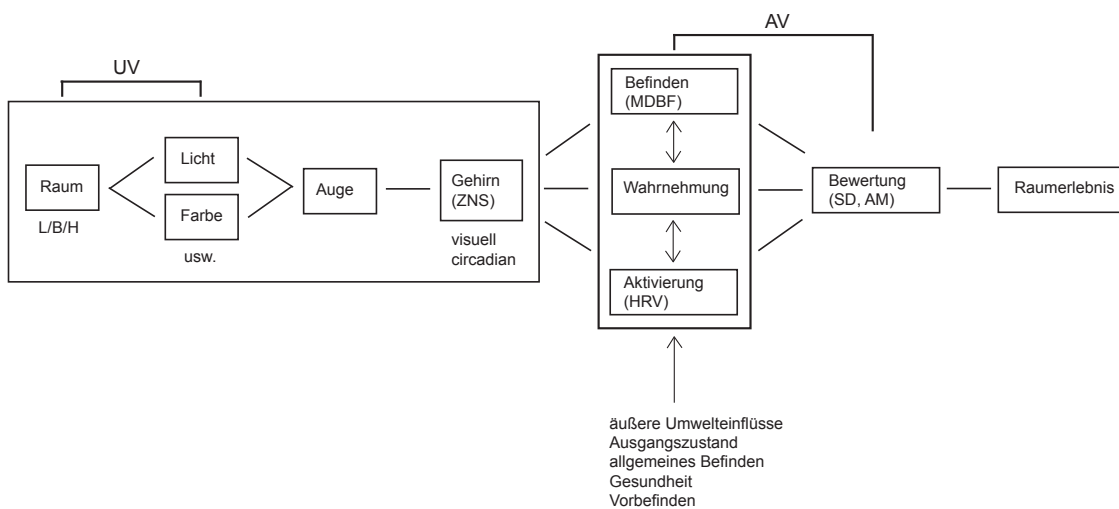 UV
AV
Raum
L/B/H
Licht
Farbe
usw.
Auge
Gehirn
(ZNS)
visuell
circadian
Befinden
(MDBF)
Wahrnehmung
Aktivierung
(HRV)
Bewertung
(SD, AM)
Raumerlebnis
äußere Umwelteinflüsse
Ausgangszustand
allgemeines Befinden
Gesundheit
Vorbefinden